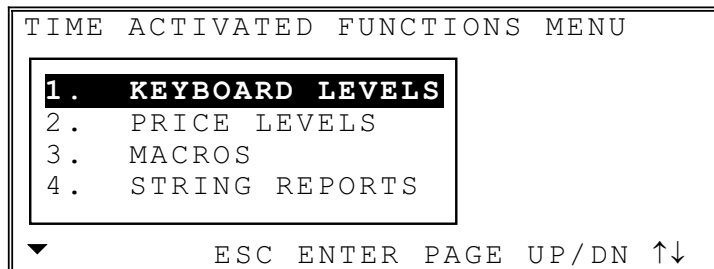 TIME ACTIVATED FUNCTIONS MENU
1. KEYBOARD LEVELS
2. PRICE LEVELS
3. MACROS
4. STRING REPORTS
ESC ENTER PAGE UP/DN ↑↓